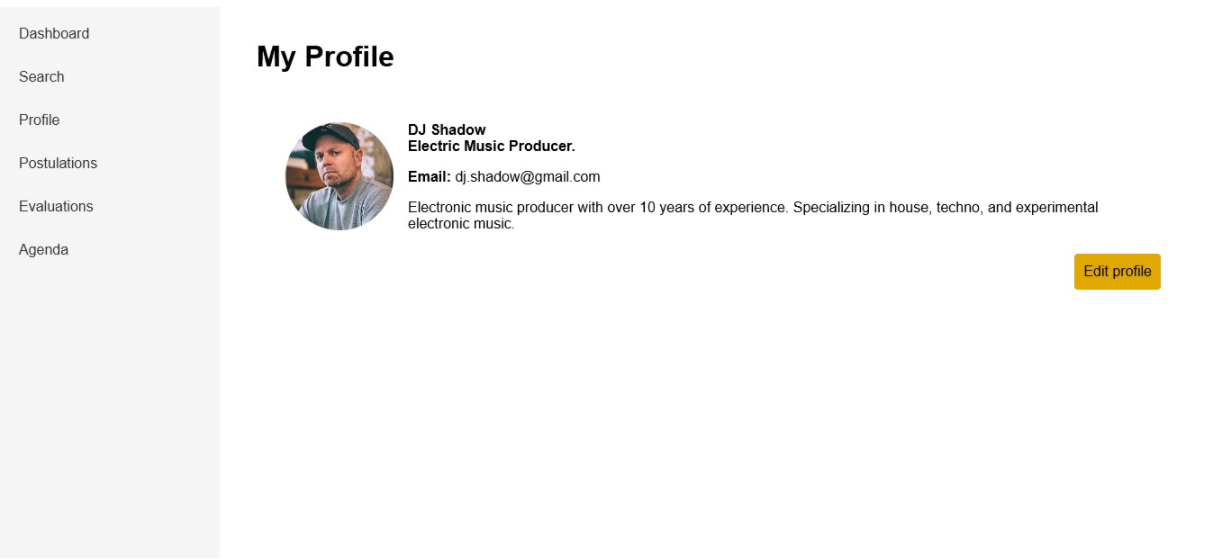 Dashboard
Search
Profile
Postulations
Evaluations
Agenda
My Profile
DJ Shadow
Electric Music Producer.
Email: dj.shadow@gmail.com
Electronic music producer with over 10 years of experience. Specializing in house, techno, and experimental
electronic music.
Edit profile